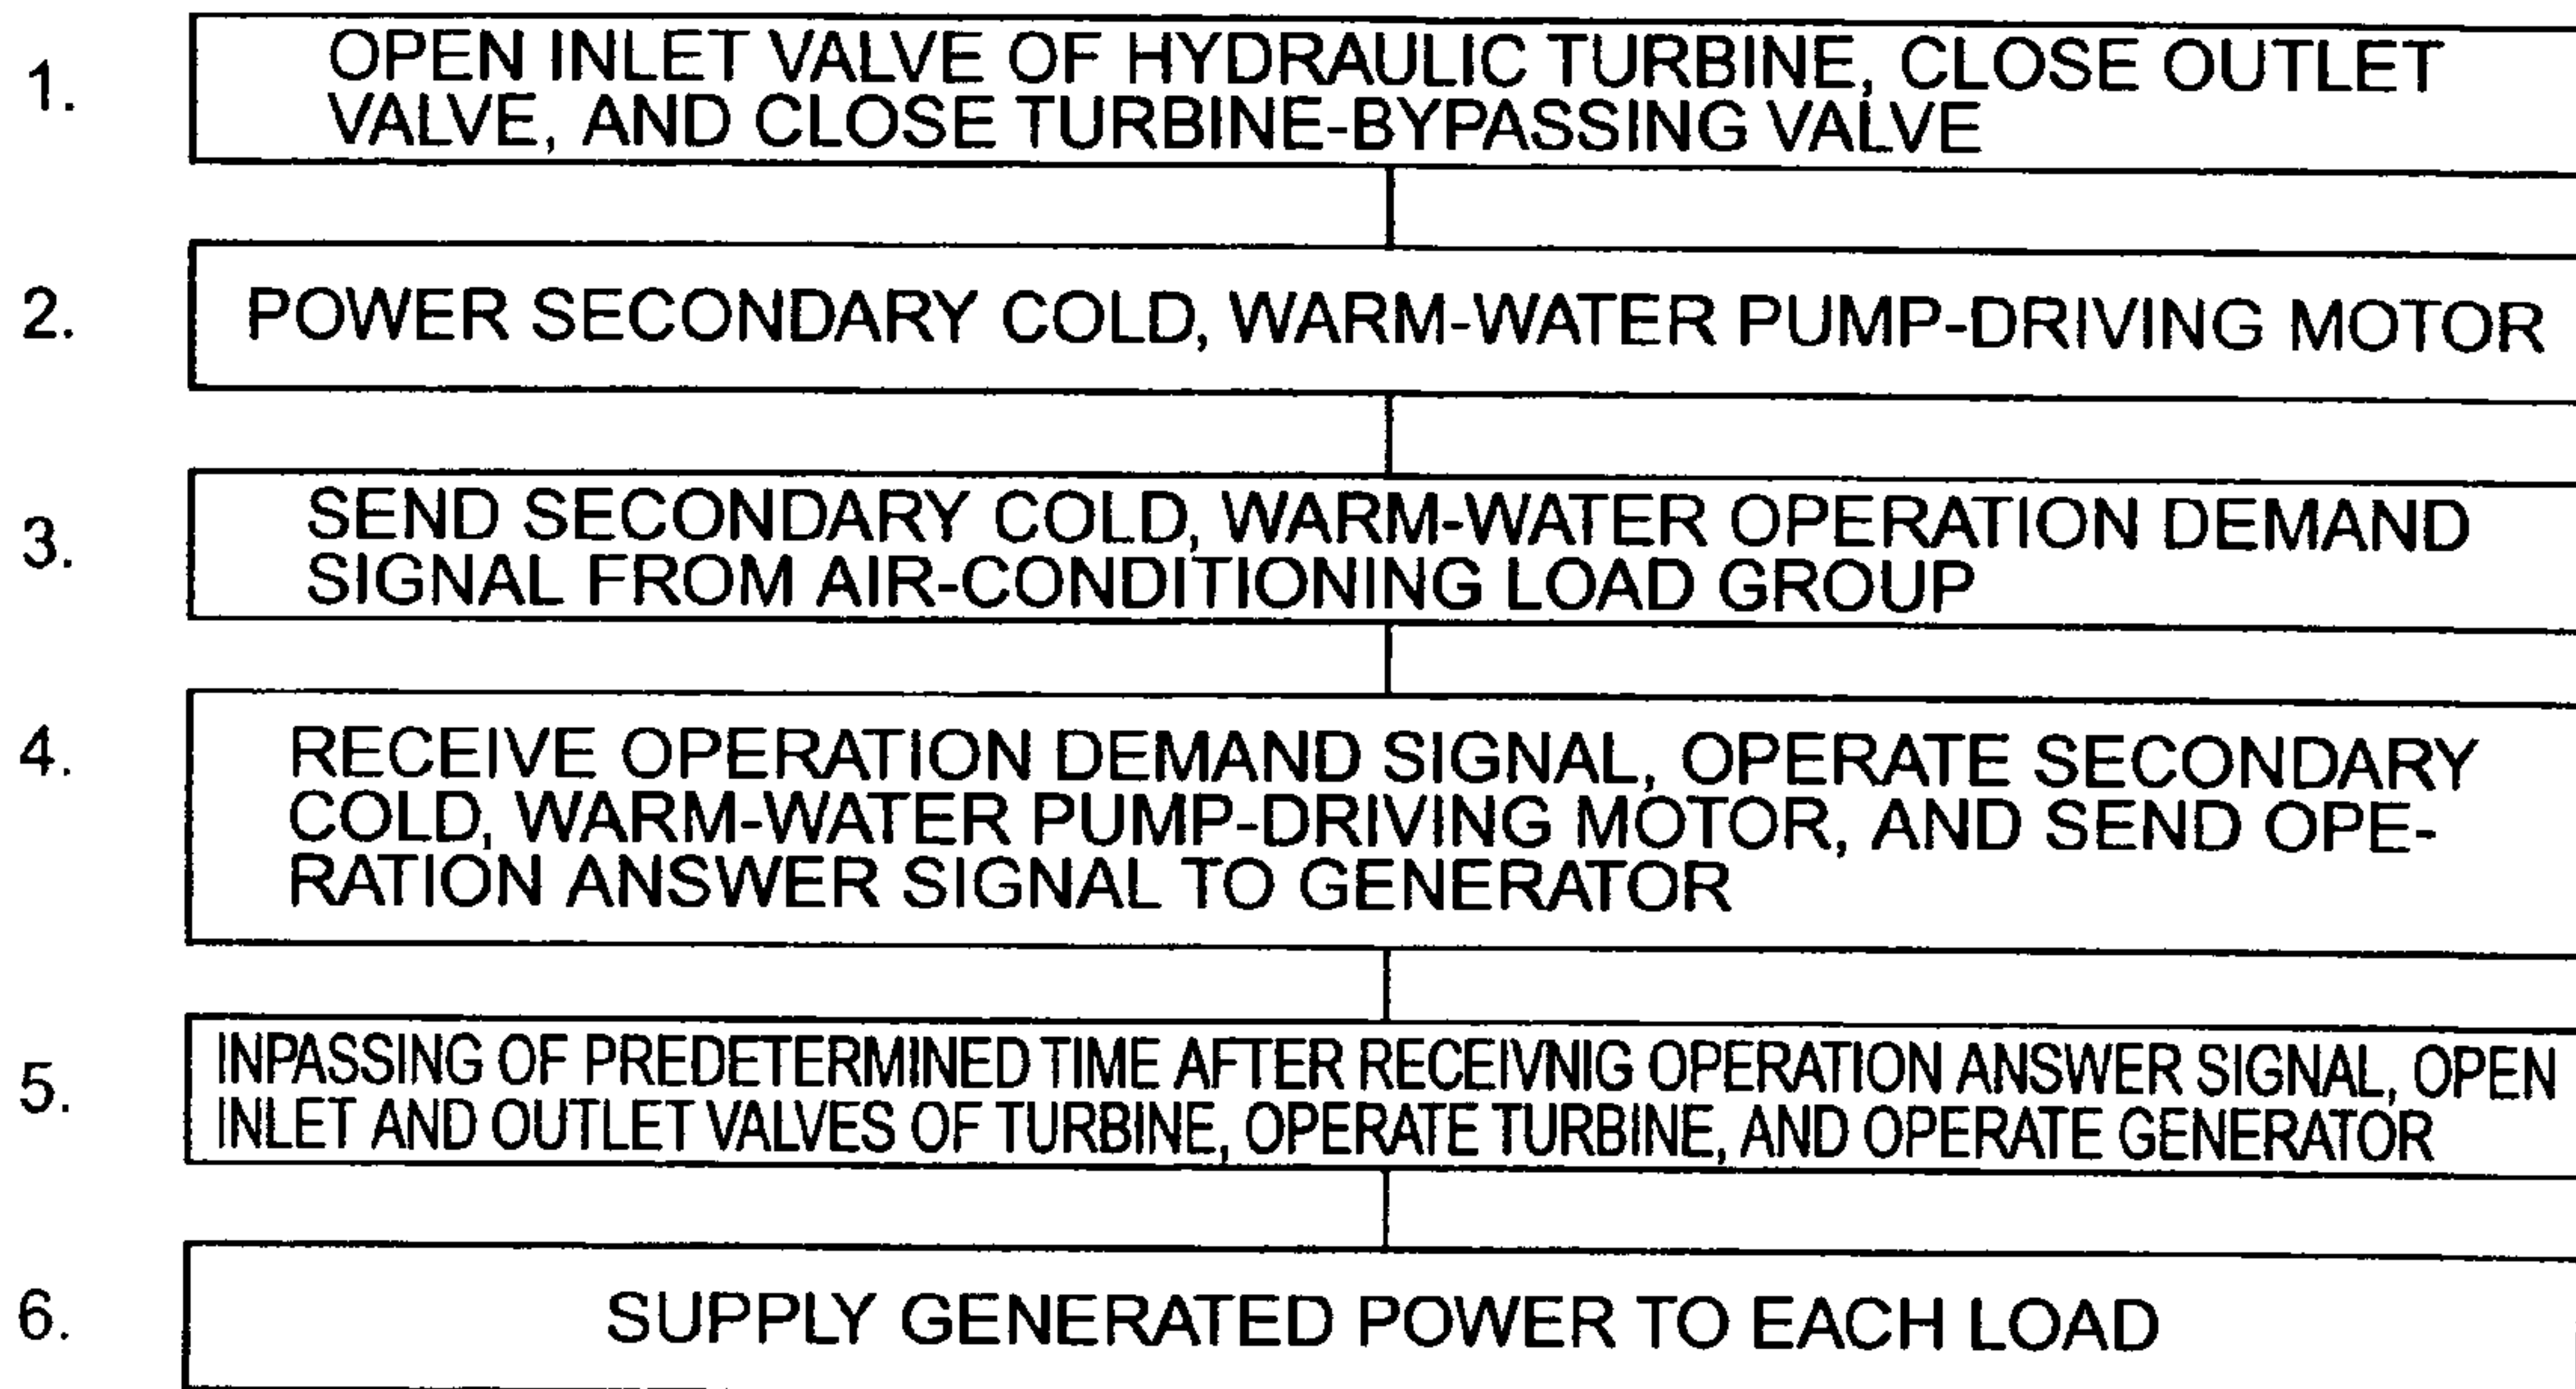 1. OPEN INLET VALVE OF HYDRAULIC TURBINE, CLOSE OUTLET
VALVE, AND CLOSE TURBINE-BYPASSING VALVE
2. POWER SECONDARY COLD, WARM-WATER PUMP-DRIVING MOTOR
3. SEND SECONDARY COLD, WARM-WATER OPERATION DEMAND
SIGNAL FROM AIR-CONDITIONING LOAD GROUP
4. RECEIVE OPERATION DEMAND SIGNAL, OPERATE SECONDARY
COLD, WARM-WATER PUMP-DRIVING MOTOR, AND SEND OPE-
RATION ANSWER SIGNAL TO GENERATOR
5. INPASSING OF PREDETERMINED TIME AFTER RECEIVNIG OPERATION ANSWER SIGNAL, OPEN
INLET AND OUTLET VALVES OF TURBINE, OPERATE TURBINE, AND OPERATE GENERATOR
6. SUPPLY GENERATED POWER TO EACH LOAD